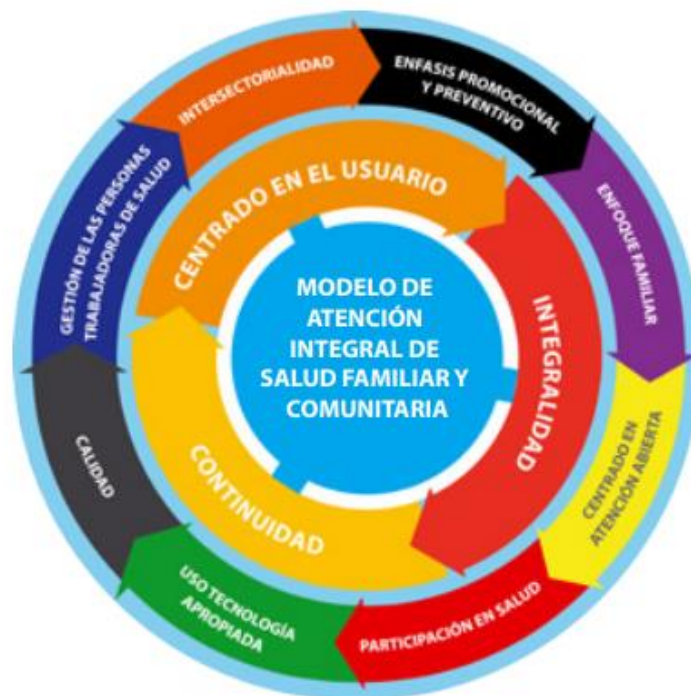 MODELO DE
ATENCIÓN
INTEGRAL DE
SALUD FAMILIAR Y
COMUNITARIA
CENTRADO EN EL USUARIO
INTEGRALIDAD
CONTINUIDAD
INTERSECTORIALIDAD
ENFASIS PROMOCIONAL
Y PREVENTIVO
ENFOQUE FAMILIAR
CENTRADO EN
ATENCIÓN ABIERTA
PARTICIPACIÓN EN SALUD
USO TECNOLOGÍA
APROPIADA
CALIDAD
GESTIÓN DE LAS PERSONAS
TRABAJADORAS DE SALUD